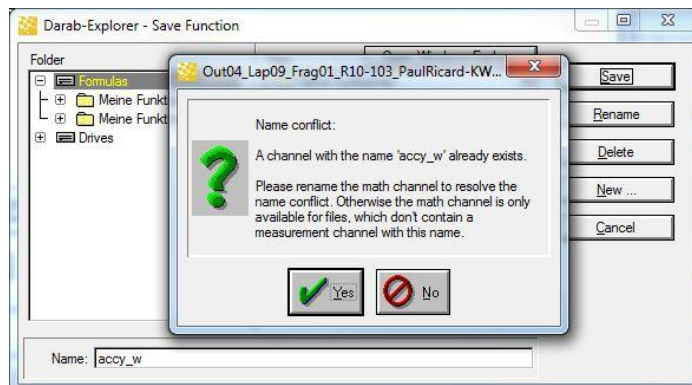 Darab-Explorer - Save Function
Folder
Formulas
Meine Funkt
Meine Funkt
Drives
Out04_Lap09_Frag01_R10-103_PaulRicard-KW...
Name conflict:
A channel with the name 'accy_w' already exists.
Please rename the math channel to resolve the
name conflict. Otherwise the math channel is only
available for files, which don't contain a
measurement channel with this name.
Yes
No
Save
Rename
Delete
New ...
Cancel
Name: accy_w